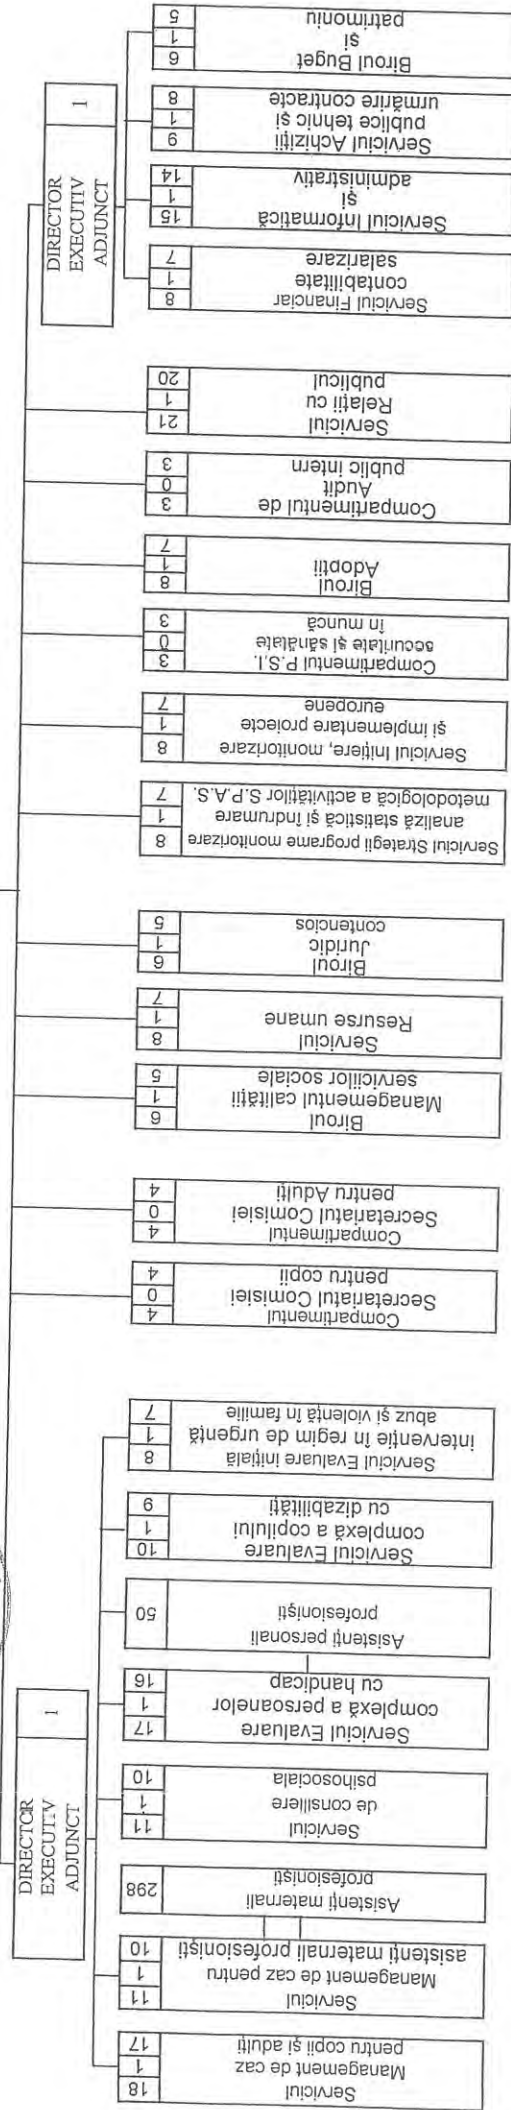 DIRECTOR
EXECUTIV
ADJUNCT
1
Biroul Buget
și
patrimoniu
6
1
5
Serviciul Achiziții
publice tehnic și
urmărire contracte
9
1
8
Serviciul Informatică
și
administrativ
15
1
14
Serviciul Financiar
contabilitate
salarizare
8
1
7
Serviciul
Relații cu
publicul
21
1
20
Compartimentul de
Audit
public intern
3
0
3
Biroul
Adopții
8
1
7
Compartimentul P.S.I.
securitate și sănătate
în muncă
3
0
3
Serviciul Inițiere, monitorizare
și implementare proiecte
europene
8
1
7
Serviciul Strategii programe monitorizare
analiză statistică și îndrumare
metodologică a activităților S.P.A.S.
8
1
7
Biroul
Juridic
contencios
6
1
5
Serviciul
Resurse umane
8
1
7
Biroul
Managementul calității
serviciilor sociale
6
1
5
Compartimentul
Secretariatul Comisiei
pentru Adulți
4
0
4
Compartimentul
Secretariatul Comisiei
pentru copii
4
0
4
DIRECTOR
EXECUTIV
ADJUNCT
1
Serviciul Evaluare inițială
intervenție în regim de urgență
abuz și violență în familie
8
1
7
Serviciul Evaluare
complexă a copilului
cu dizabilități
10
1
9
Asistenți personali
profesioniști
50
Serviciul Evaluare
complexă a persoanelor
cu handicap
17
1
16
Serviciul
de consiliere
psihosociala
11
1
10
Asistenți maternali
profesioniști
298
Serviciul
Management de caz pentru
asistenți maternali profesioniști
11
1
10
Serviciul
Management de caz
pentru copii și adulți
18
1
17